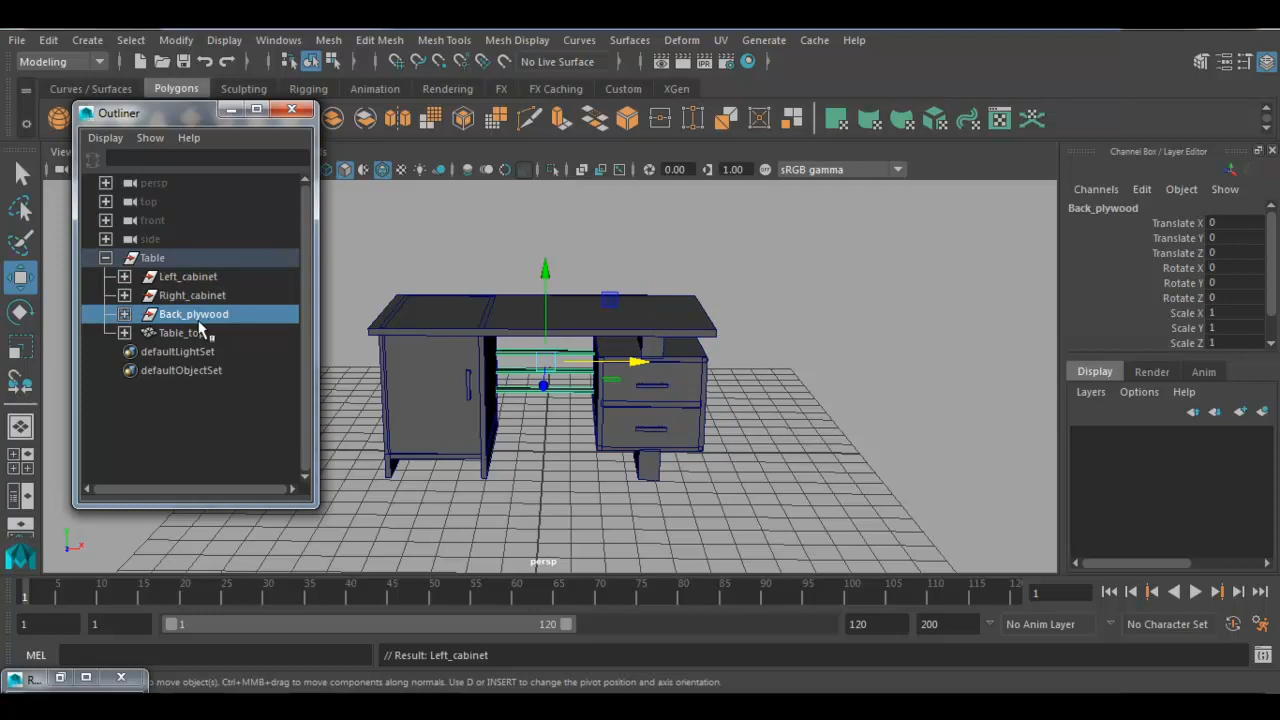 File Edit Create Select Modify Display Windows Mesh Edit Mesh Mesh Tools Mesh Display Curves Surfaces Deform UV Generate Cache Help
Modeling No Live Surface
Curves / Surfaces Polygons Sculpting Rigging Animation Rendering FX FX Caching Custom XGen
Outliner
Display Show Help
persp
top
front
side
Table
Left_cabinet
Right_cabinet
Back_plywood
defaultLightSet
defaultObjectSet
0.00 1.00 sRGB gamma
persp
Channel Box / Layer Editor
Channels Edit Object Show
Back_plywood
Translate X 0
Translate Y 0
Translate Z 0
Rotate X 0
Rotate Y 0
Rotate Z 0
Scale X 1
Scale Y 1
Scale Z 1
Display Render Anim
Layers Options Help
5 10 15 20 25 30 35 40 45 50 55 60 65 70 75 80 85 90 95 100 105 110 115
1 1
1 1 1 120 120 200 No Anim Layer No Character Set
MEL // Result: Left_cabinet
R...
move object(s). Ctrl+MMB+drag to move components along normals. Use D or INSERT to change the pivot position and axis orientation.